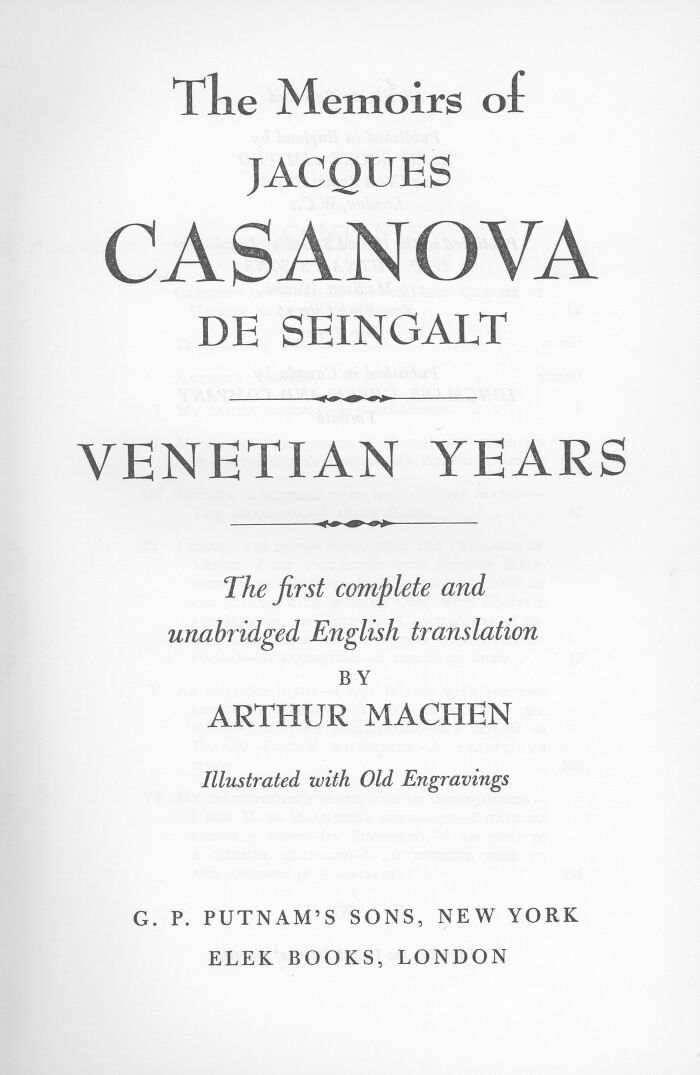 The Memoirs of
JACQUES
CASANOVA
DE SEINGALT
VENETIAN YEARS
The first complete and
unabridged English translation
BY
ARTHUR MACHEN
Illustrated with Old Engravings
G. P. PUTNAM'S SONS, NEW YORK
ELEK BOOKS, LONDON